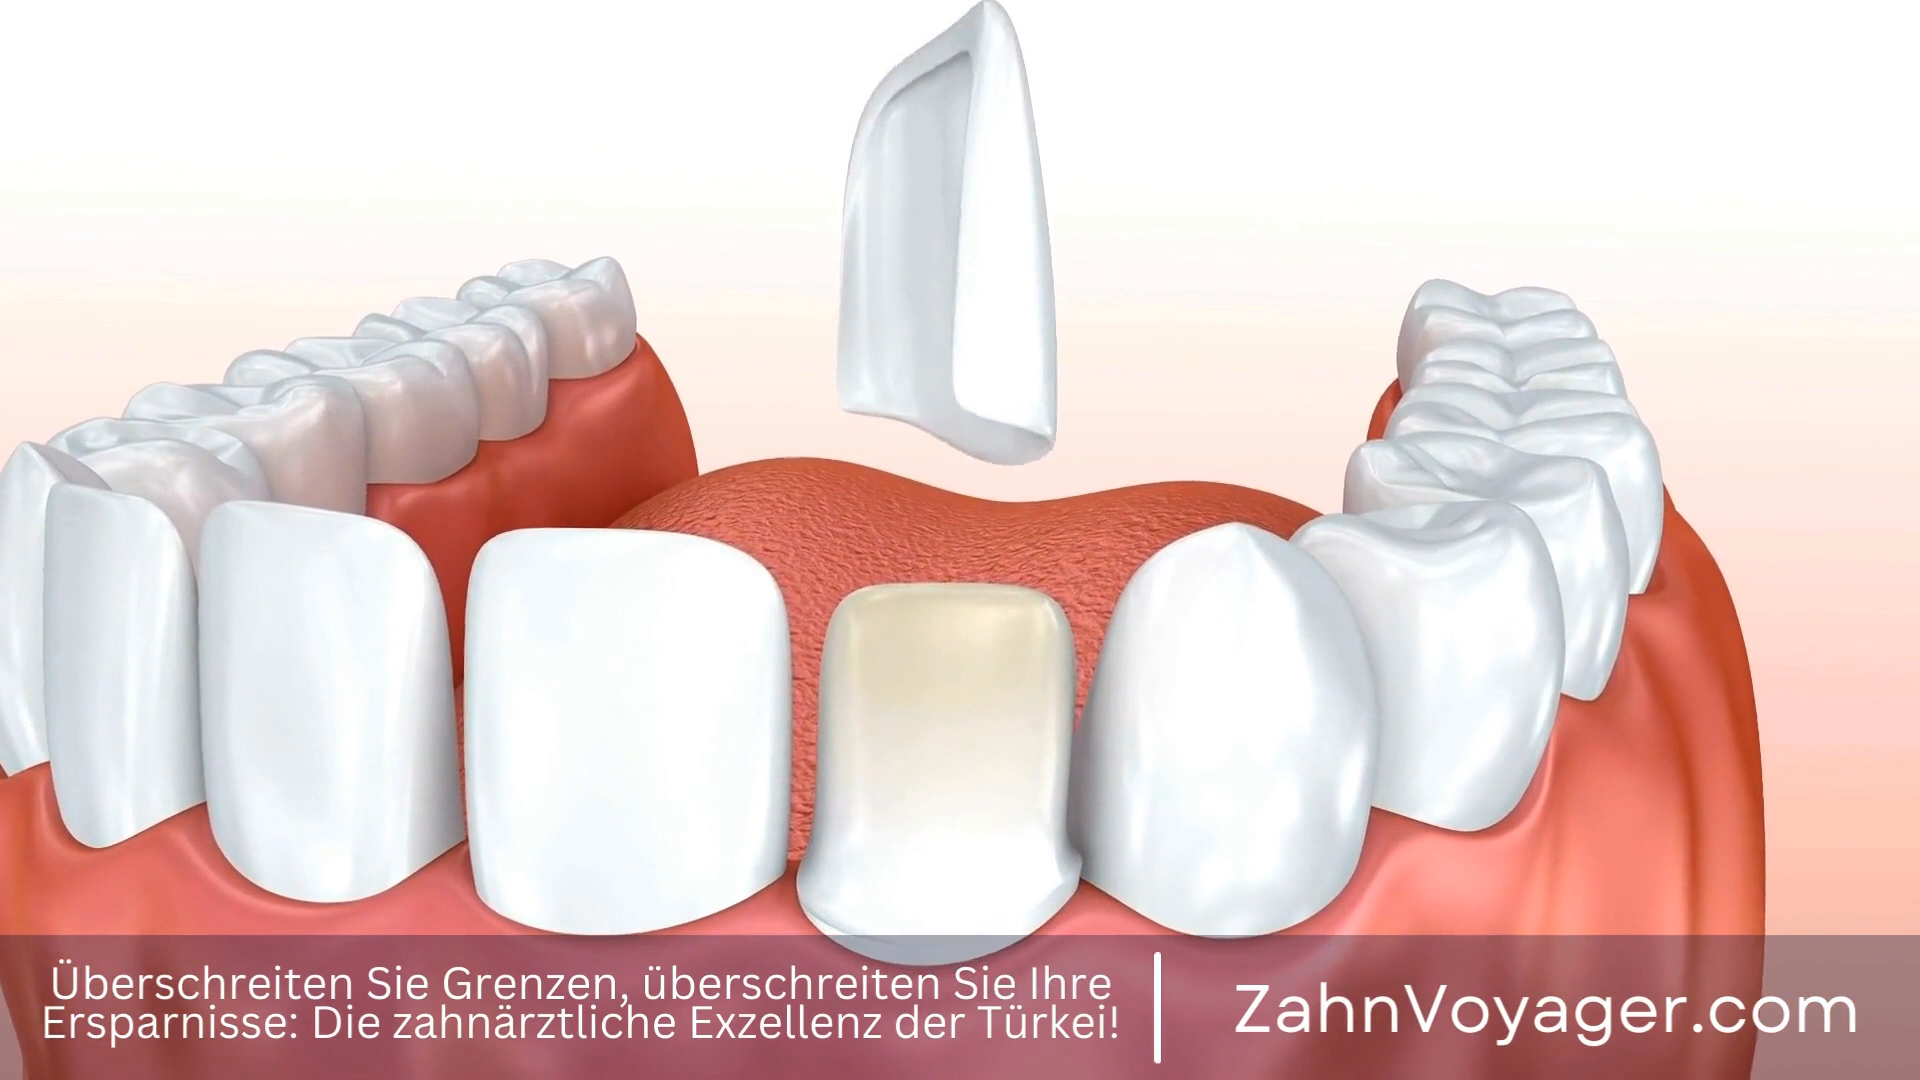 Überschreiten Sie Grenzen, überschreiten Sie Ihre
Ersparnisse: Die zahnärztliche Exzellenz der Türkei!
ZahnVoyager.com